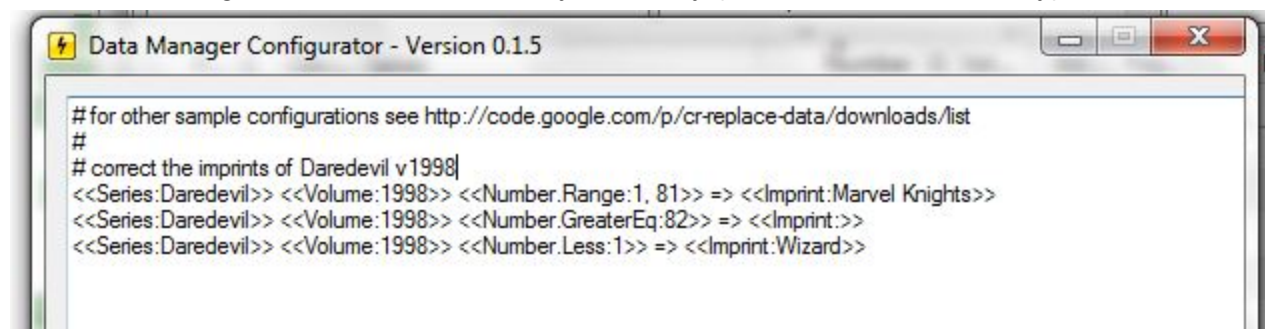 Data Manager Configurator - Version 0.1.5
# for other sample configurations see http://code.google.com/p/cr-replace-data/downloads/list
#
# correct the imprints of Daredevil v1998
<<Series:Daredevil>> <<Volume:1998>> <<Number.Range:1, 81>> => <<Imprint:Marvel Knights>>
<<Series:Daredevil>> <<Volume:1998>> <<Number.GreaterEq:82>> => <<Imprint:>>
<<Series:Daredevil>> <<Volume:1998>> <<Number.Less:1>> => <<Imprint:Wizard>>